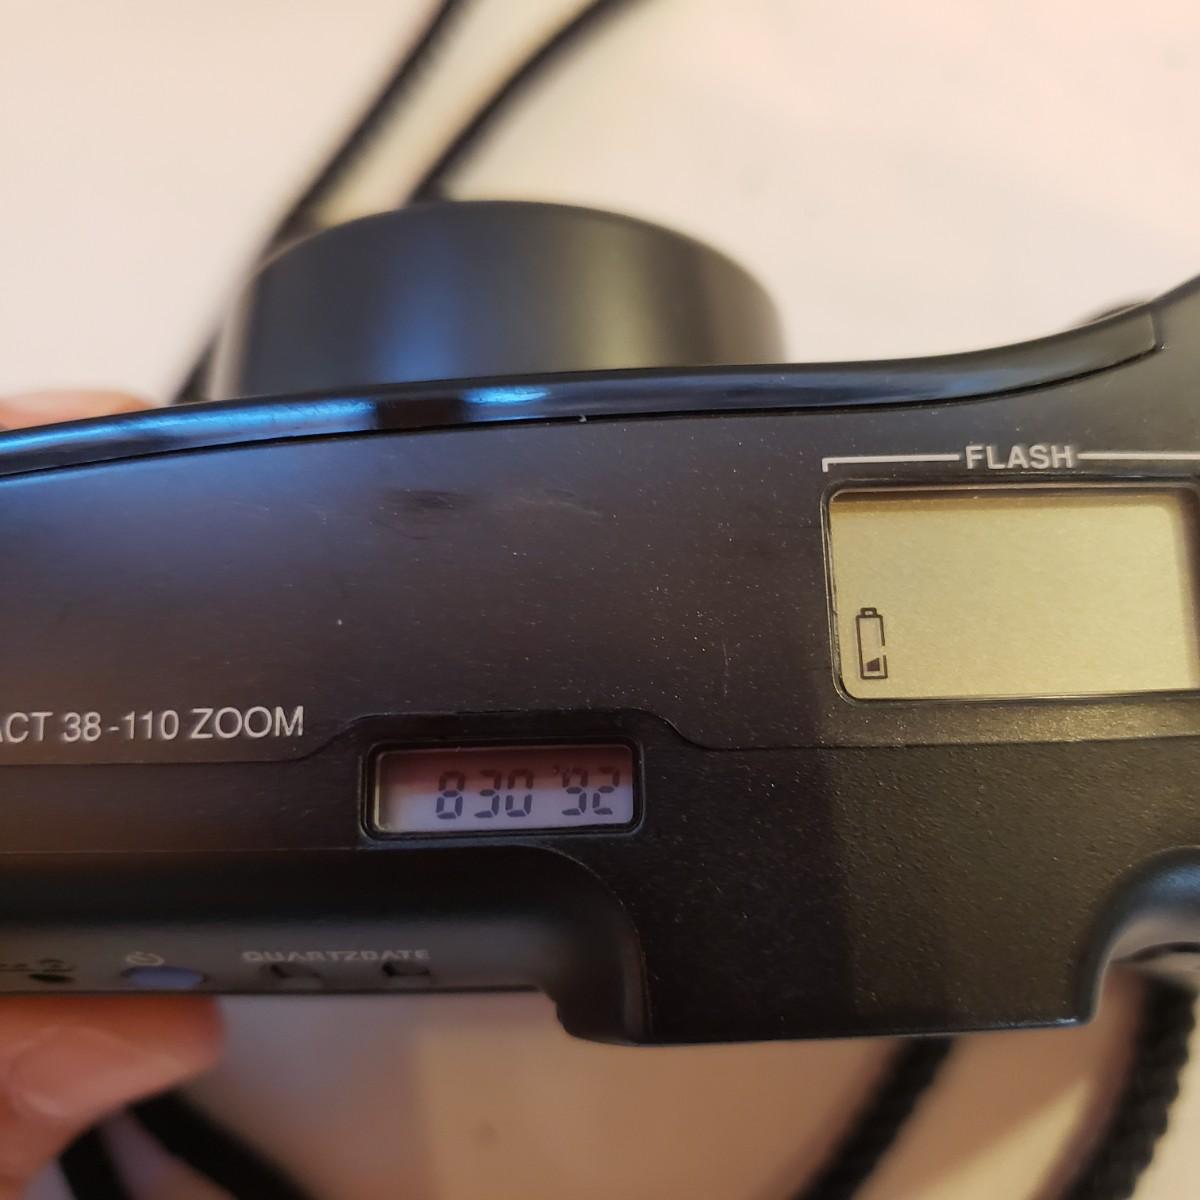 FLASH
ACT 38-110 ZOOM
8 30 '92
QUARTZDATE